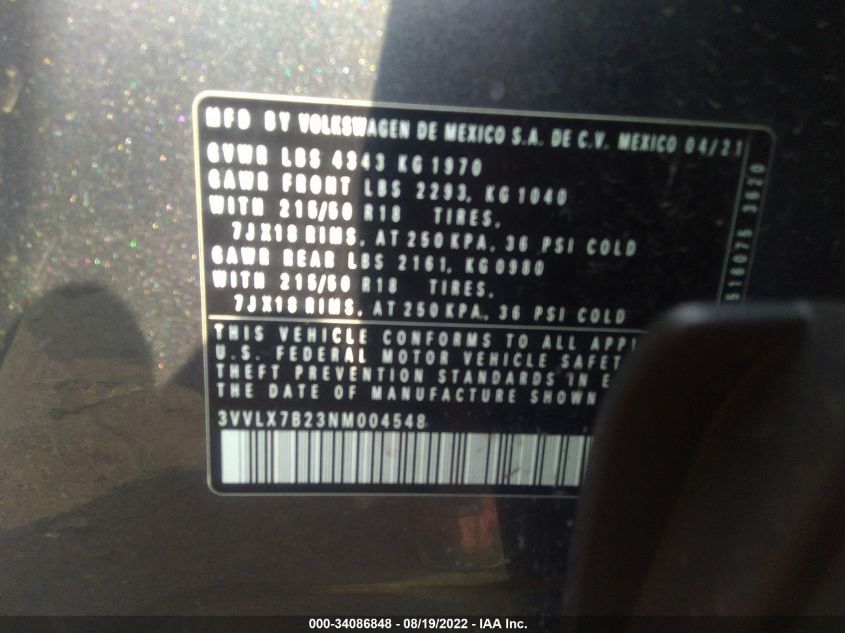 MFD BY VOLKSWAGEN DE MEXICO S.A. DE C.V. MEXICO 04/21
GVWR LBS 4343 KG 1970
GAWR FRONT LBS 2293, KG 1040
WITH 215/50 R18 TIRES,
7JX18 RIMS, AT 250 KPA, 36 PSI COLD
GAWR REAR LBS 2161, KG 0980
WITH 215/50 R18 TIRES,
7JX18 RIMS, AT 250 KPA, 36 PSI COLD
THIS VEHICLE CONFORMS TO ALL APPL
U.S. FEDERAL MOTOR VEHICLE SAFET
THEFT PREVENTION STANDARDS IN E
THE DATE OF MANUFACTURE SHOWN
3VVLX7B23NM004548
516075 3620
000-34086848 - 08/19/2022 - IAA Inc.